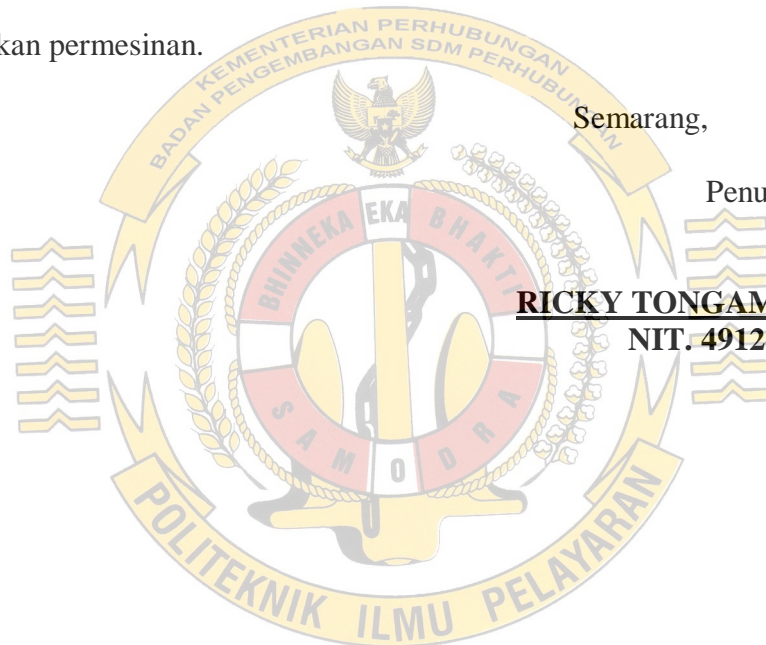 kan permesinan.
KEMENTERIAN PERHUBUNGAN
BADAN PENGEMBANGAN SDM PERHUBUNGAN
Semarang,
Penu
BHINNEKA EKA BHAKTI
RICKY TONGAM
NIT. 4912
SAMODRA
POLITEKNIK ILMU PELAYARAN